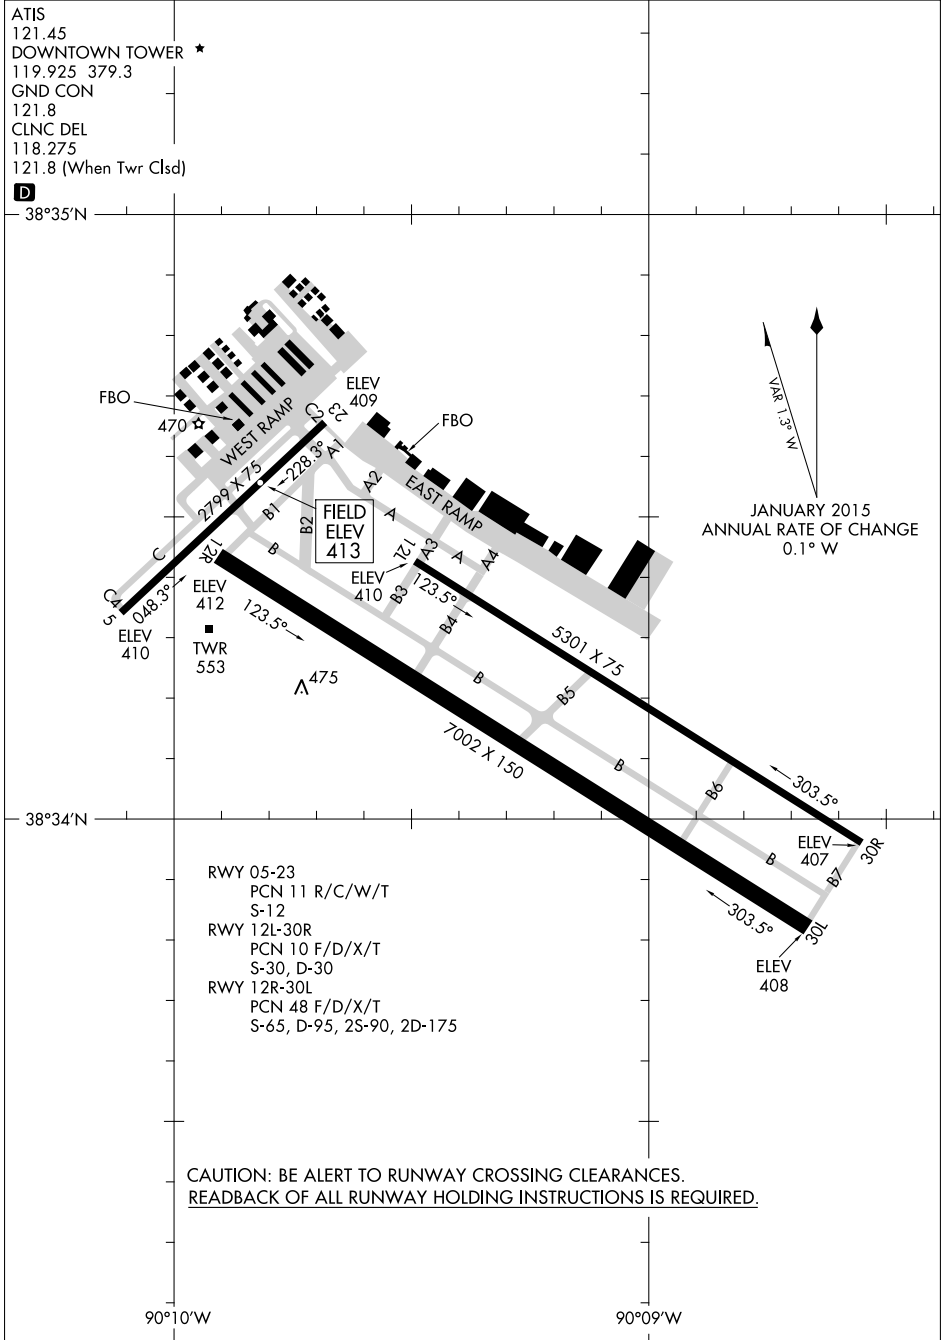 ATIS
121.45
DOWNTOWN TOWER
119.925 379.3
GND CON
121.8
CLNC DEL
118.275
121.8 (When Twr Clsd)
D
38°35'N
ELEV
409
FBO
470
WEST RAMP
C2
23
FBO
VAR 1.3° W
2799 X 75
228.3°
A1
A2
EAST RAMP
JANUARY 2015
ANNUAL RATE OF CHANGE
0.1° W
FIELD
ELEV
413
B1
B2
A
C
12R
B
12L
A3
A
A4
C4
5
048.3°
ELEV
410
ELEV
412
ELEV
410
123.5°
B3
123.5°
B4
TWR
553
5301 X 75
475
B
B5
7002 X 150
B
B6
303.5°
38°34'N
ELEV
407
30R
B
B7
303.5°
30L
ELEV
408
RWY 05-23
PCN 11 R/C/W/T
S-12
RWY 12L-30R
PCN 10 F/D/X/T
S-30, D-30
RWY 12R-30L
PCN 48 F/D/X/T
S-65, D-95, 2S-90, 2D-175
CAUTION: BE ALERT TO RUNWAY CROSSING CLEARANCES.
READBACK OF ALL RUNWAY HOLDING INSTRUCTIONS IS REQUIRED.
90°10'W
90°09'W